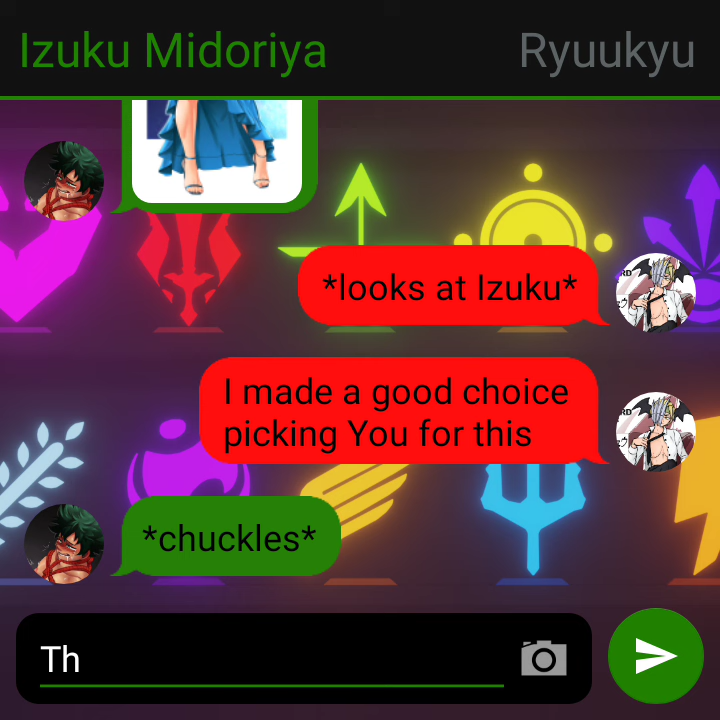 Izuku Midoriya
Ryuukyu
*looks at Izuku*
I made a good choice
picking You for this
*chuckles*
Th